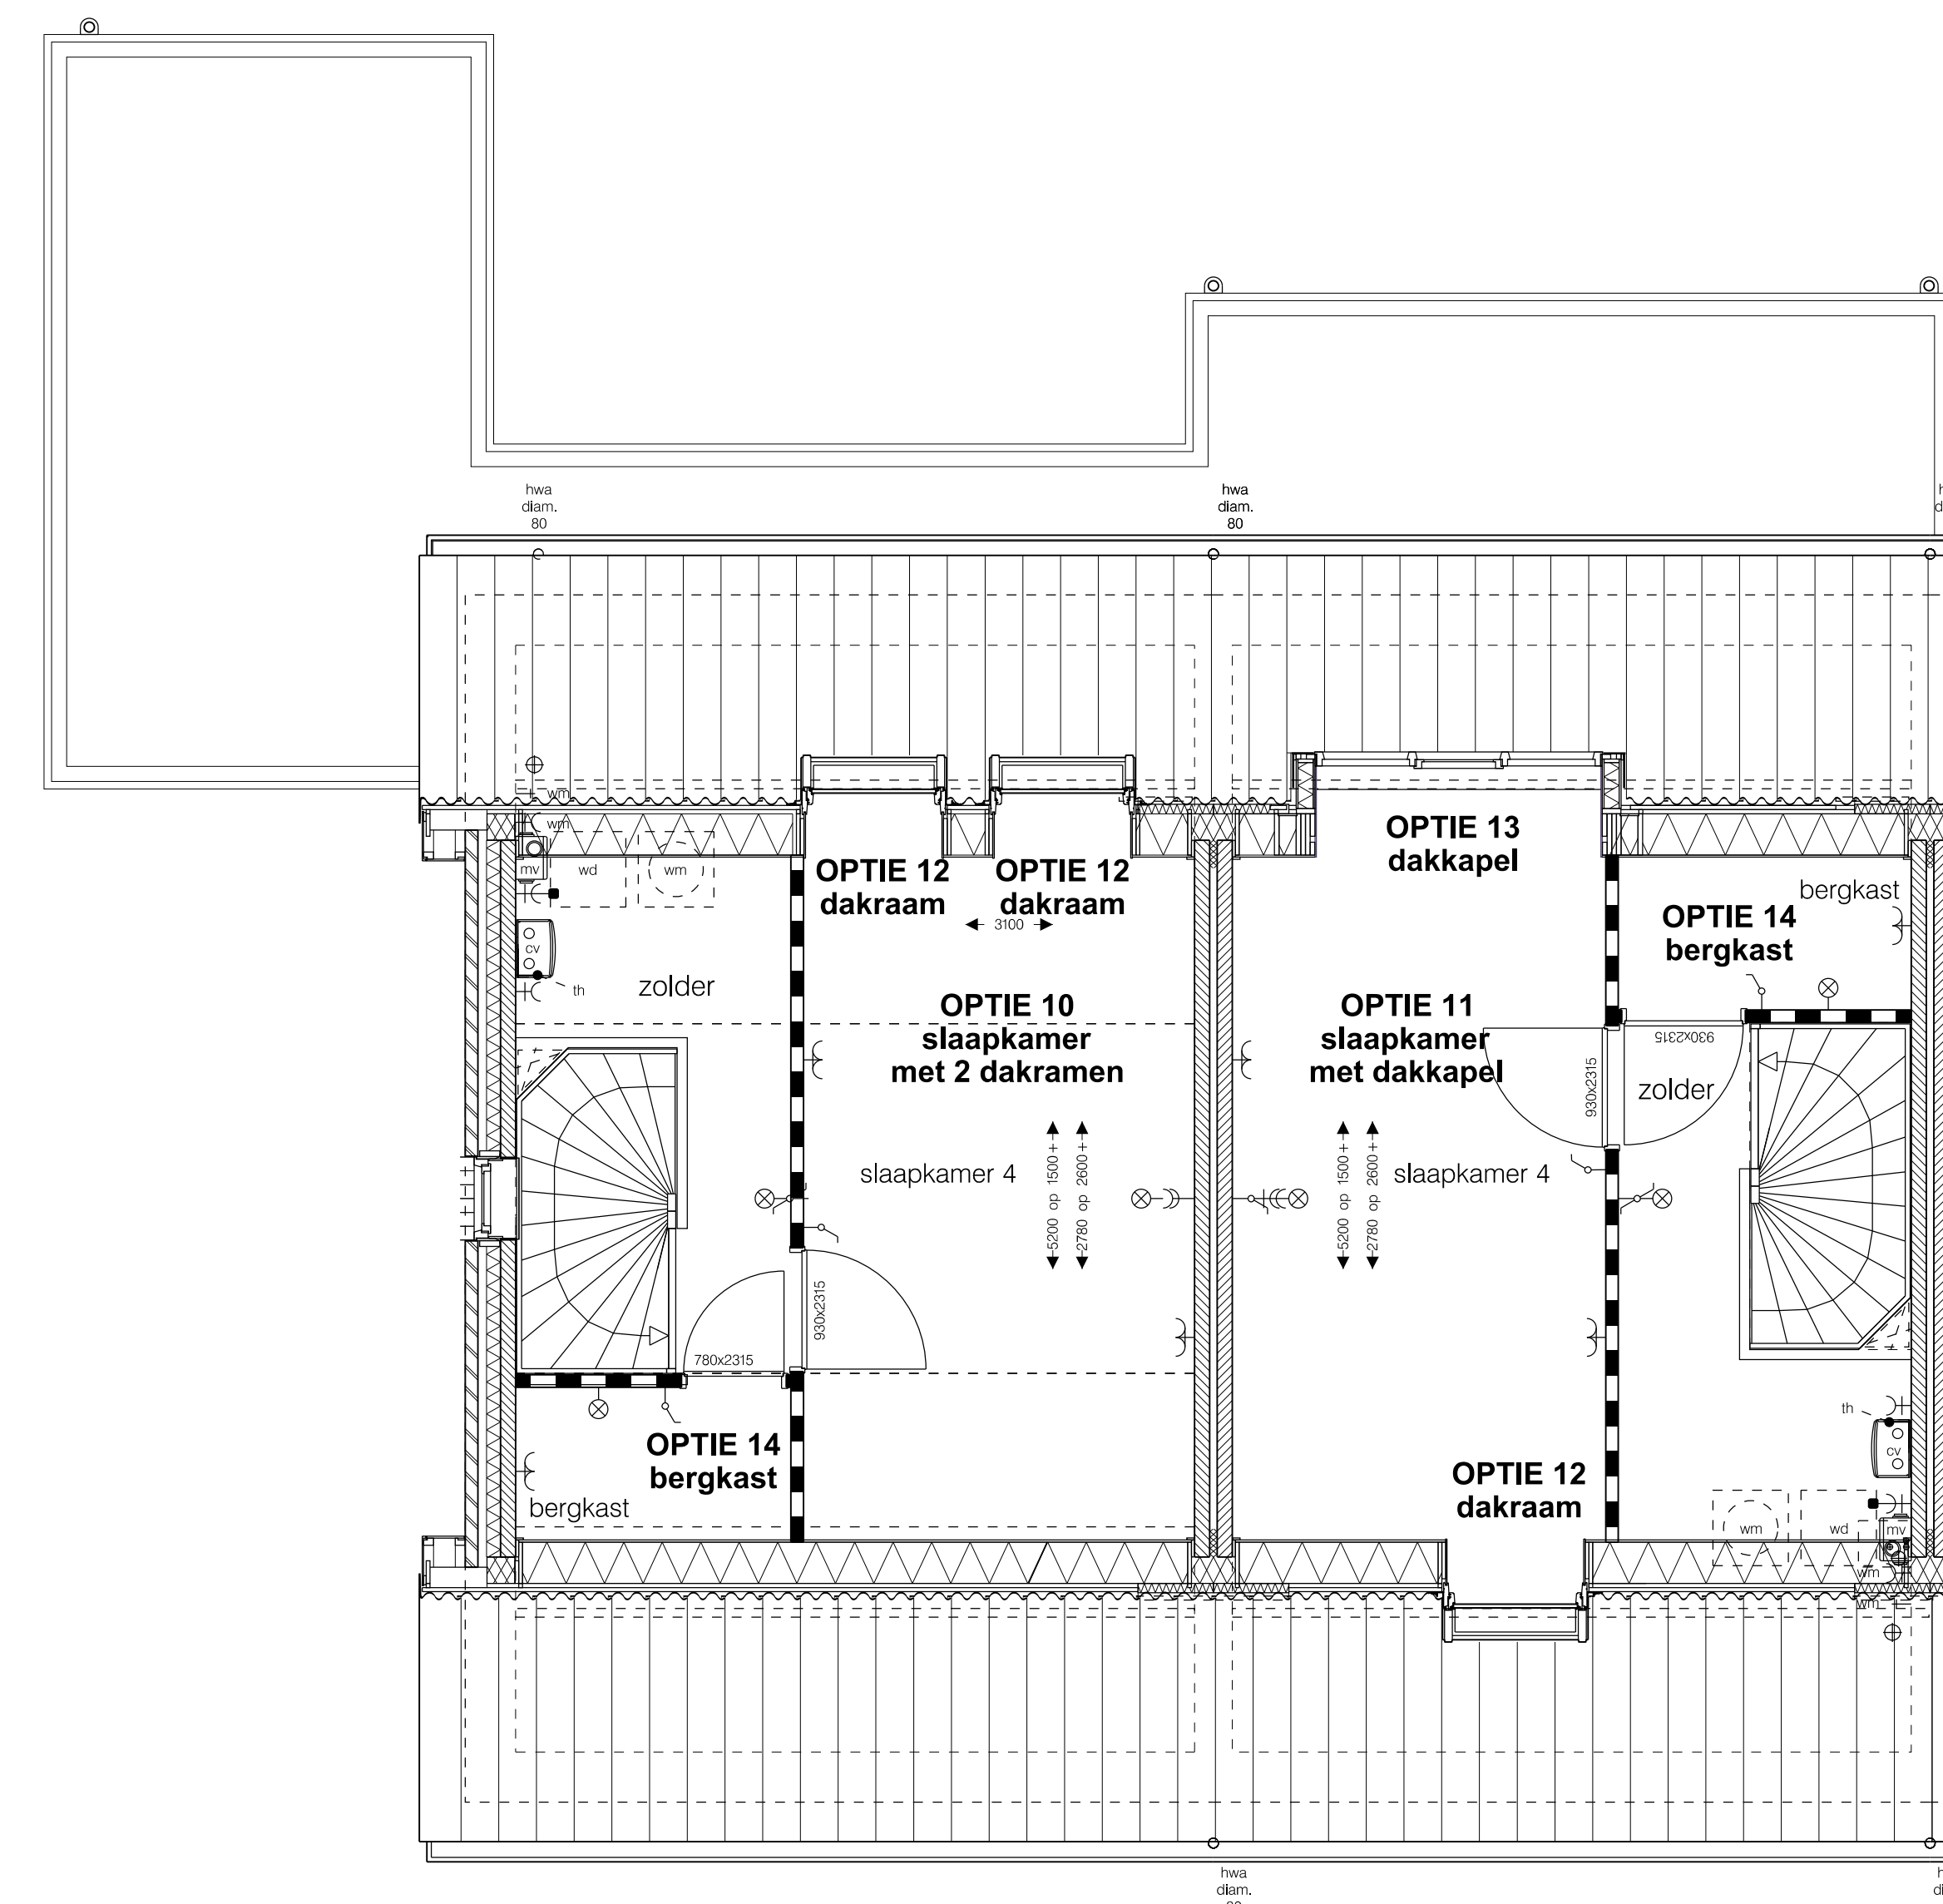 hwa
diam.
80
hwa
diam.
80
wm
wm
mv
wd
wm
cv
th
zolder
OPTIE 12
dakraam
OPTIE 12
dakraam
3100
OPTIE 10
slaapkamer
met 2 dakramen
slaapkamer 4
5200 op 1500+
2780 op 2600+
930x2315
780x2315
OPTIE 14
bergkast
bergkast
OPTIE 13
dakkapel
OPTIE 11
slaapkamer
met dakkapel
slaapkamer 4
5200 op 1500+
2780 op 2600+
930x2315
OPTIE 12
dakraam
bergkast
OPTIE 14
bergkast
930x2315
zolder
th
cv
wm
wd
mv
wm
wm
hwa
diam.